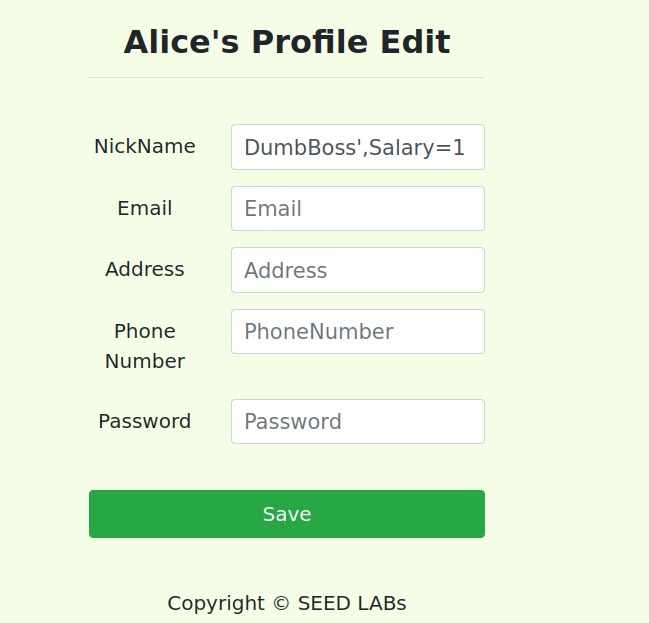 Alice's Profile Edit
NickName
DumbBoss',Salary=1
Email
Email
Address
Address
Phone
Number
PhoneNumber
Password
Password
Save
Copyright © SEED LABs